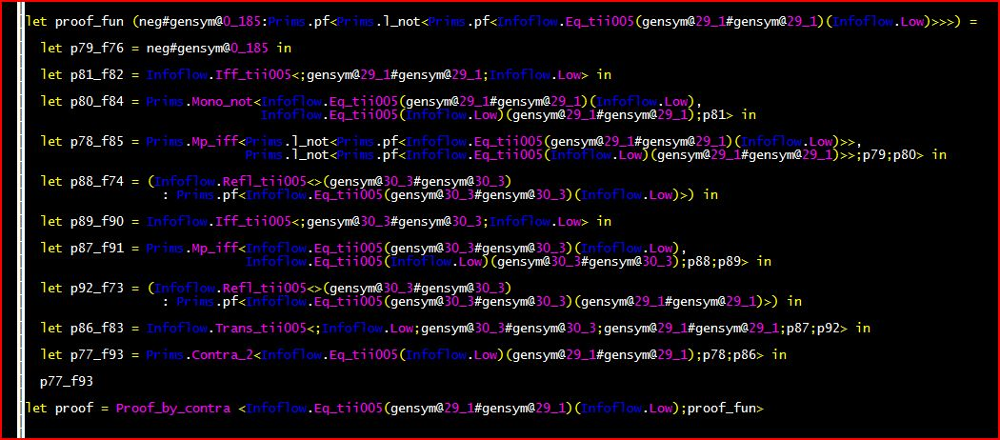 let proof_fun (neg#gensym@0_185:Prims.pf<Prims.l_not<Prims.pf<Infoflow.Eq_tii005(gensym@29_1#gensym@29_1)(Infoflow.Low)>>>) =
let p79_f76 = neg#gensym@0_185 in
let p81_f82 = Infoflow.Iff_tii005<;gensym@29_1#gensym@29_1;Infoflow.Low> in
let p80_f84 = Prims.Mono_not<Infoflow.Eq_tii005(gensym@29_1#gensym@29_1)(Infoflow.Low),
Infoflow.Eq_tii005(Infoflow.Low)(gensym@29_1#gensym@29_1);p81> in
let p78_f85 = Prims.Mp_iff<Prims.l_not<Prims.pf<Infoflow.Eq_tii005(gensym@29_1#gensym@29_1)(Infoflow.Low)>>,
Prims.l_not<Prims.pf<Infoflow.Eq_tii005(Infoflow.Low)(gensym@29_1#gensym@29_1)>>;p79;p80> in
let p88_f74 = (Infoflow.Refl_tii005<>(gensym@30_3#gensym@30_3)
: Prims.pf<Infoflow.Eq_tii005(gensym@30_3#gensym@30_3)(Infoflow.Low)>) in
let p89_f90 = Infoflow.Iff_tii005<;gensym@30_3#gensym@30_3;Infoflow.Low> in
let p87_f91 = Prims.Mp_iff<Infoflow.Eq_tii005(gensym@30_3#gensym@30_3)(Infoflow.Low),
Infoflow.Eq_tii005(Infoflow.Low)(gensym@30_3#gensym@30_3);p88;p89> in
let p92_f73 = (Infoflow.Refl_tii005<>(gensym@30_3#gensym@30_3)
: Prims.pf<Infoflow.Eq_tii005(gensym@30_3#gensym@30_3)(gensym@29_1#gensym@29_1)>) in
let p86_f83 = Infoflow.Trans_tii005<;Infoflow.Low;gensym@30_3#gensym@30_3;gensym@29_1#gensym@29_1;p87;p92> in
let p77_f93 = Prims.Contra_2<Infoflow.Eq_tii005(Infoflow.Low)(gensym@29_1#gensym@29_1);p78;p86> in
p77_f93
let proof = Proof_by_contra <Infoflow.Eq_tii005(gensym@29_1#gensym@29_1)(Infoflow.Low);proof_fun>